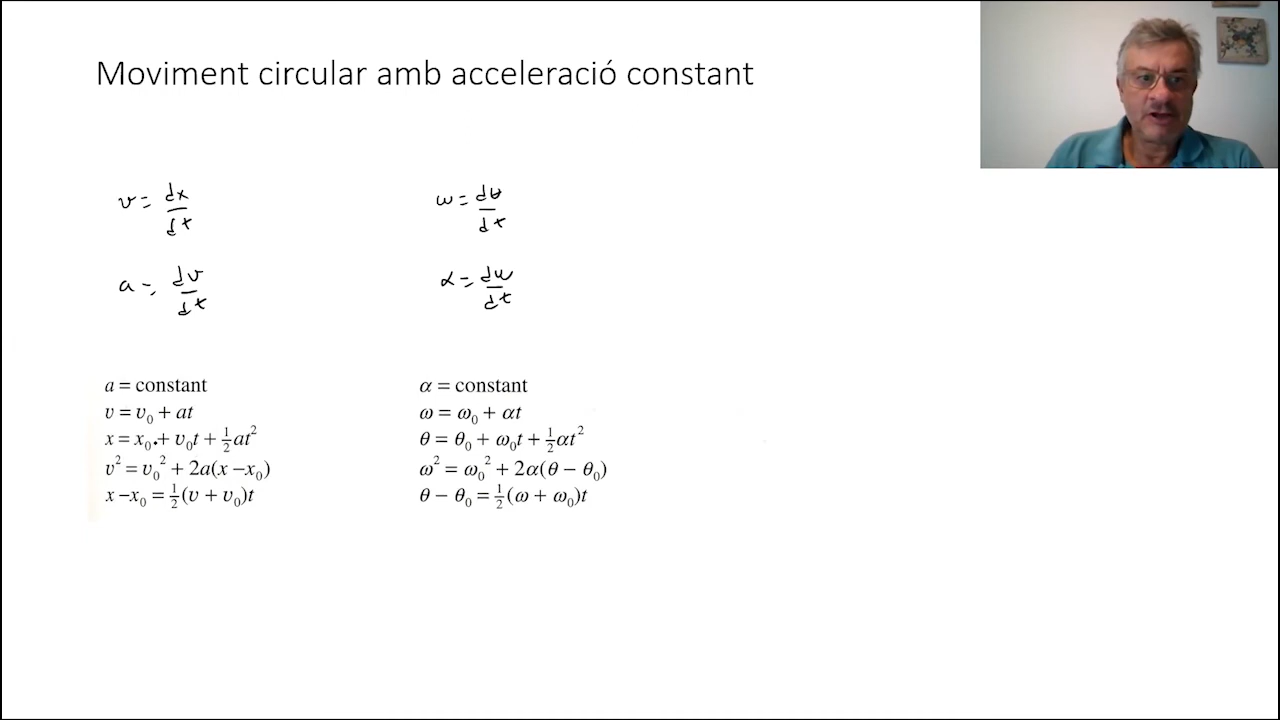 Moviment circular amb acceleració constant
v = dx/dt
a = dv/dt
ω = dθ/dt
α = dω/dt
a = constant
v = v₀ + at
x = x₀ + v₀t + ½at²
v² = v₀² + 2a(x – x₀)
x – x₀ = ½(v + v₀)t
α = constant
ω = ω₀ + αt
θ = θ₀ + ω₀t + ½αt²
ω² = ω₀² + 2α(θ – θ₀)
θ – θ₀ = ½(ω + ω₀)t